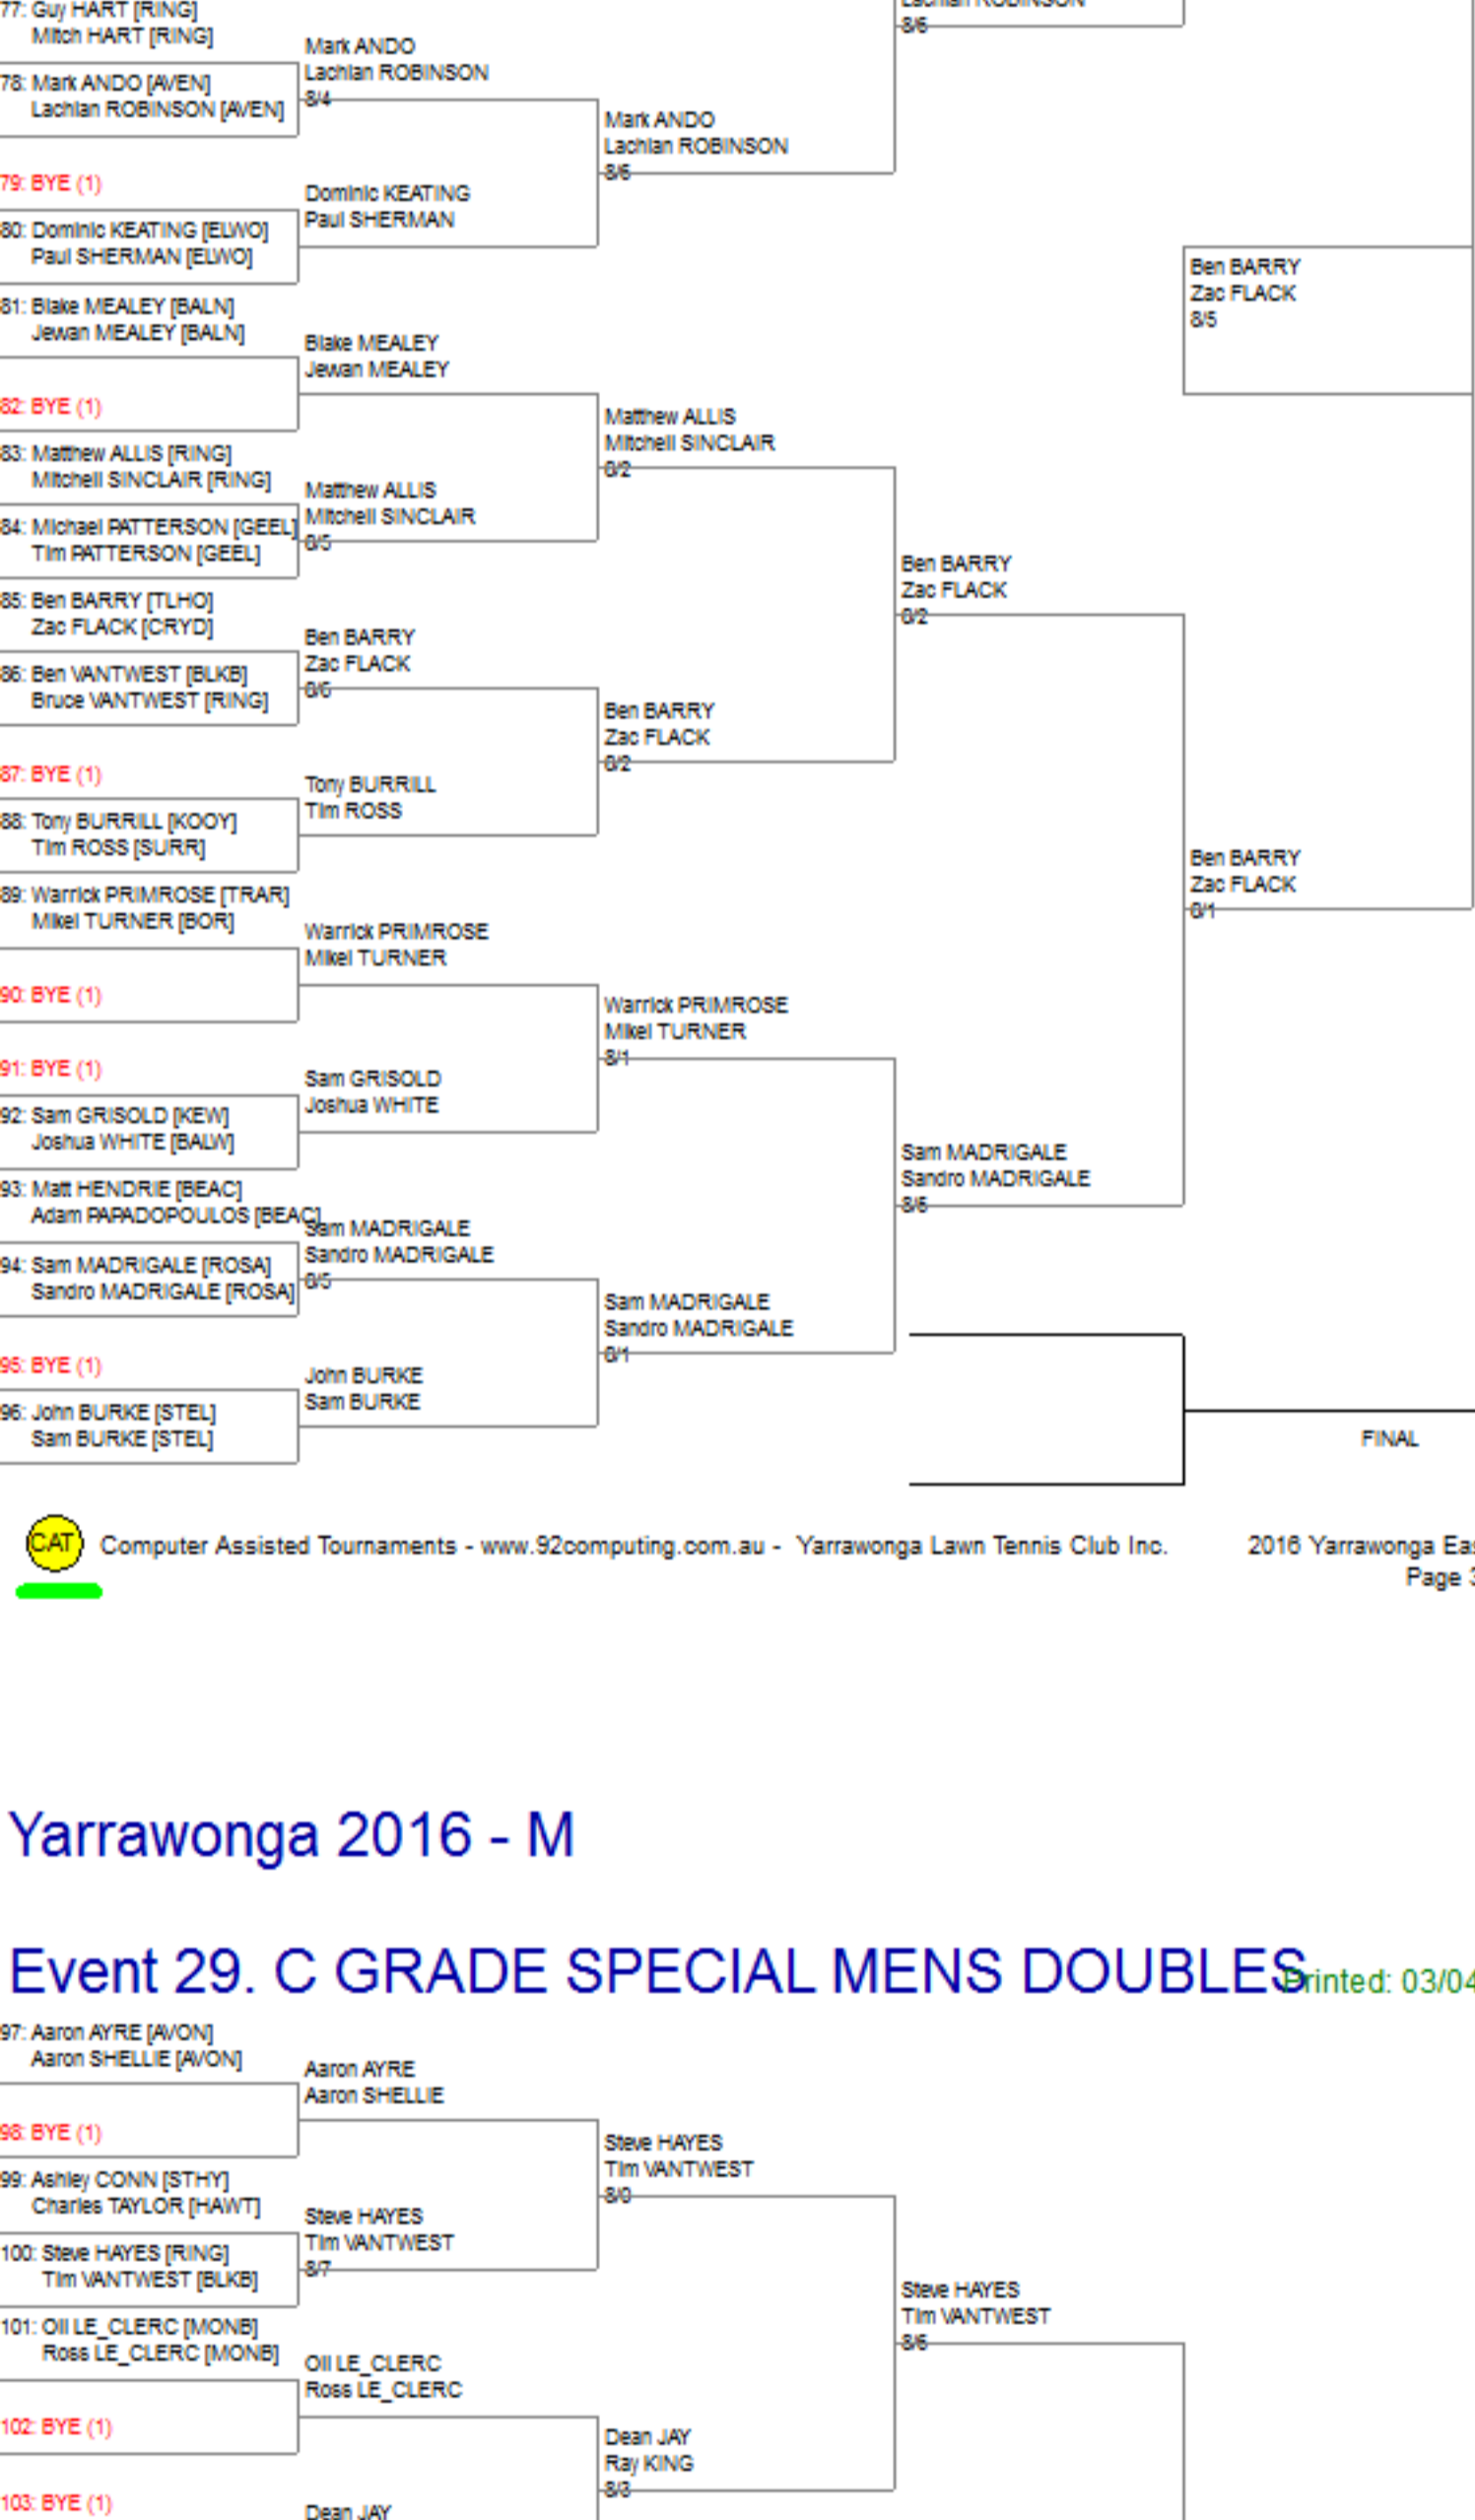 77: Guy HART [RING]
Mitch HART [RING]
78: Mark ANDO [AVEN]
Lachlan ROBINSON [AVEN]
79: BYE (1)
80: Dominic KEATING [ELWO]
Paul SHERMAN [ELWO]
81: Blake MEALEY [BALN]
Jewan MEALEY [BALN]
82: BYE (1)
83: Matthew ALLIS [RING]
Mitchell SINCLAIR [RING]
84: Michael PATTERSON [GEEL]
Tim PATTERSON [GEEL]
85: Ben BARRY [TLHO]
Zac FLACK [CRYD]
86: Ben VANTWEST [BLKB]
Bruce VANTWEST [RING]
87: BYE (1)
88: Tony BURRILL [KOOY]
Tim ROSS [SURR]
89: Warrick PRIMROSE [TRAR]
Mikel TURNER [BOR]
90: BYE (1)
91: BYE (1)
92: Sam GRISOLD [KEW]
Joshua WHITE [BALW]
93: Matt HENDRIE [BEAC]
Adam PAPADOPOULOS [BEAC]
94: Sam MADRIGALE [ROSA]
Sandro MADRIGALE [ROSA]
95: BYE (1)
96: John BURKE [STEL]
Sam BURKE [STEL]
Mark ANDO
Lachlan ROBINSON
8/4
Dominic KEATING
Paul SHERMAN
Blake MEALEY
Jewan MEALEY
Matthew ALLIS
Mitchell SINCLAIR
8/5
Ben BARRY
Zac FLACK
8/6
Tony BURRILL
Tim ROSS
Warrick PRIMROSE
Mikel TURNER
Sam GRISOLD
Joshua WHITE
Sam MADRIGALE
Sandro MADRIGALE
8/5
John BURKE
Sam BURKE
Mark ANDO
Lachlan ROBINSON
8/6
Matthew ALLIS
Mitchell SINCLAIR
8/2
Ben BARRY
Zac FLACK
8/2
Warrick PRIMROSE
Mikel TURNER
8/1
Sam MADRIGALE
Sandro MADRIGALE
8/1
Lachlan ROBINSON
8/6
Ben BARRY
Zac FLACK
8/2
Sam MADRIGALE
Sandro MADRIGALE
8/6
Ben BARRY
Zac FLACK
8/5
Ben BARRY
Zac FLACK
8/1
FINAL
CAT
Computer Assisted Tournaments - www.92computing.com.au - Yarrawonga Lawn Tennis Club Inc.
2016 Yarrawonga Eas
Page 3
Yarrawonga 2016 - M
Event 29. C GRADE SPECIAL MENS DOUBLES
Printed: 03/04
97: Aaron AYRE [AVON]
Aaron SHELLIE [AVON]
98: BYE (1)
99: Ashley CONN [STHY]
Charles TAYLOR [HAWT]
100: Steve HAYES [RING]
Tim VANTWEST [BLKB]
101: Oli LE_CLERC [MONB]
Ross LE_CLERC [MONB]
102: BYE (1)
103: BYE (1)
Aaron AYRE
Aaron SHELLIE
Steve HAYES
Tim VANTWEST
8/7
Oli LE_CLERC
Ross LE_CLERC
Dean JAY
Steve HAYES
Tim VANTWEST
8/0
Dean JAY
Ray KING
8/3
Steve HAYES
Tim VANTWEST
8/6